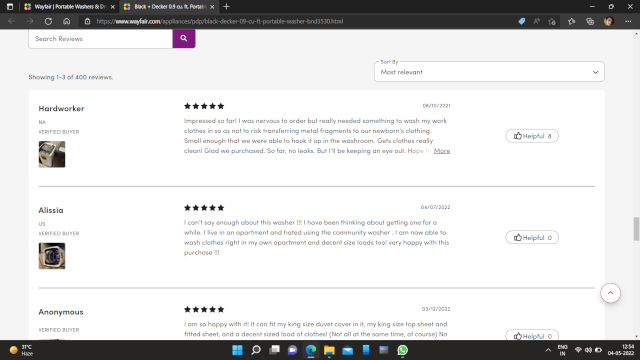 Wayfair | Portable Washers & Dr
Black + Decker 0.9 cu. ft. Portabl
https://www.wayfair.com/appliances/pdp/black-decker-09-cu-ft-portable-washer-bnd3530.html
Search Reviews
Sort By
Showing 1-3 of 400 reviews.
Most relevant
Hardworker
NA
VERIFIED BUYER
08/10/2021
Impressed so far! I was nervous to order but really needed something to wash my work
clothes in so as not to risk transferring metal fragments to our newborn's clothing.
Small enough that we were able to hook it up in the washroom. Gets clothes really
clean! Glad we purchased. So far, no leaks. But I'll be keeping an eye out. Hope More
Helpful 8
Alissia
US
VERIFIED BUYER
04/07/2022
I can't say enough about this washer !!! I have been thinking about getting one for a
while. I live in an apartment and hated using the community washer . I am now able to
wash clothes right in my own apartment and decent size loads too! very happy with this
purchase !!!
Helpful 0
Anonymous
03/13/2022
I am so happy with it! It can fit my king size duvet cover in it, my king size top sheet and
fitted sheet, and a decent sized load of clothes! (Not all at the same time, of course) No
Helpful 0
31°C
Haze
ENG
IN
12:54
04-05-2022